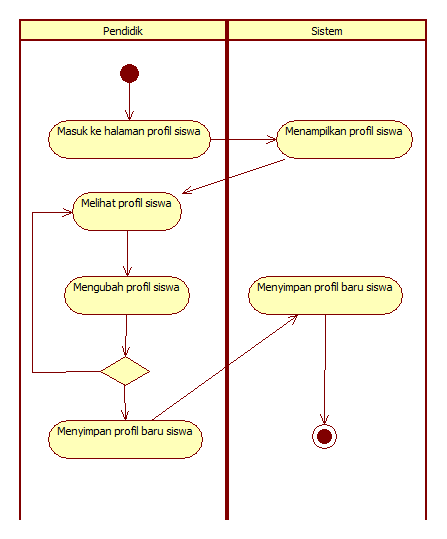 Pendidik
Sistem
Masuk ke halaman profil siswa
Menampilkan profil siswa
Melihat profil siswa
Mengubah profil siswa
Menyimpan profil baru siswa
Menyimpan profil baru siswa